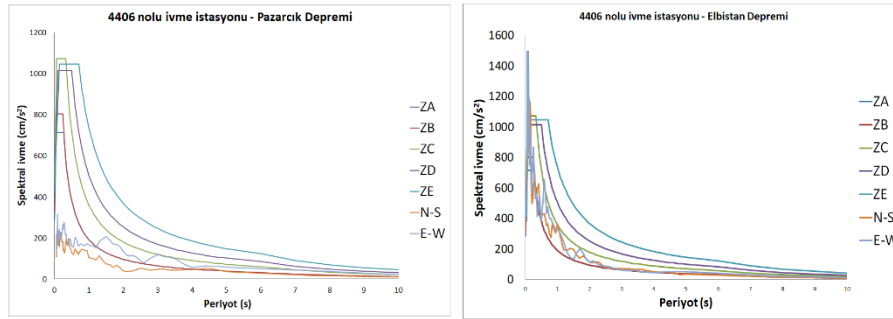 4406 nolu ivme istasyonu - Pazarcık Depremi
Spektral ivme (cm/s²)
1200
1000
800
600
400
200
0
0 1 2 3 4 5 6 7 8 9 10
Periyot (s)
ZA
ZB
ZC
ZD
ZE
N-S
E-W
4406 nolu ivme istasyonu - Elbistan Depremi
Spektral ivme (cm/s²)
1600
1400
1200
1000
800
600
400
200
0
0 1 2 3 4 5 6 7 8 9 10
Periyot (s)
ZA
ZB
ZC
ZD
ZE
N-S
E-W